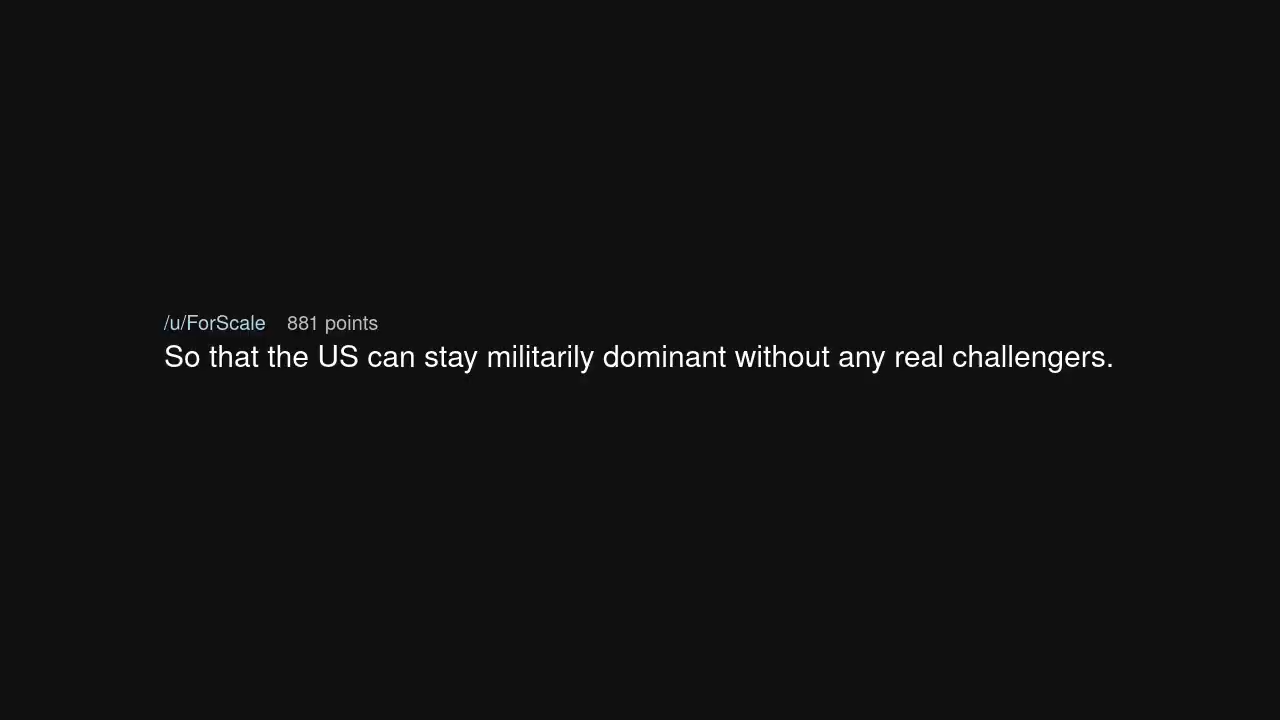 /u/ForScale 881 points
So that the US can stay militarily dominant without any real challengers.